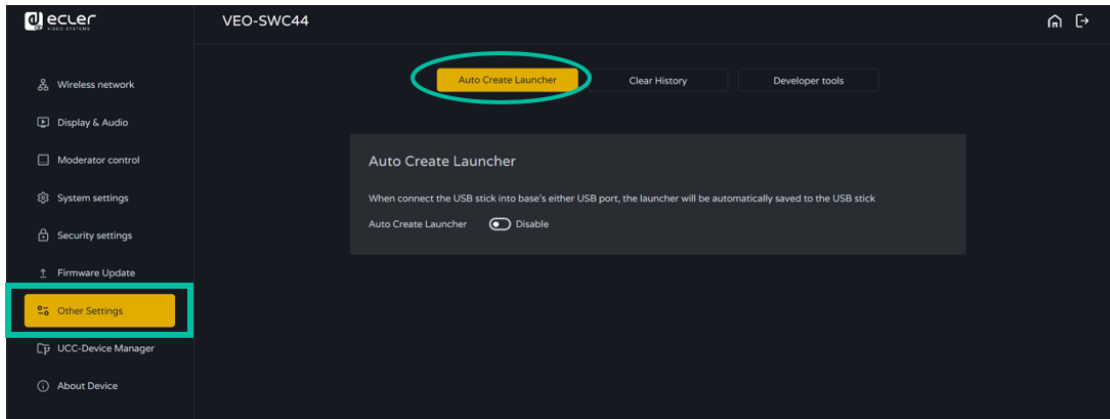 ecler
VIDEO SYSTEMS
VEO-SWC44
Wireless network
Display & Audio
Moderator control
System settings
Security settings
Firmware Update
Other Settings
UCC-Device Manager
About Device
Auto Create Launcher
Clear History
Developer tools
Auto Create Launcher
When connect the USB stick into base's either USB port, the launcher will be automatically saved to the USB stick
Auto Create Launcher Disable